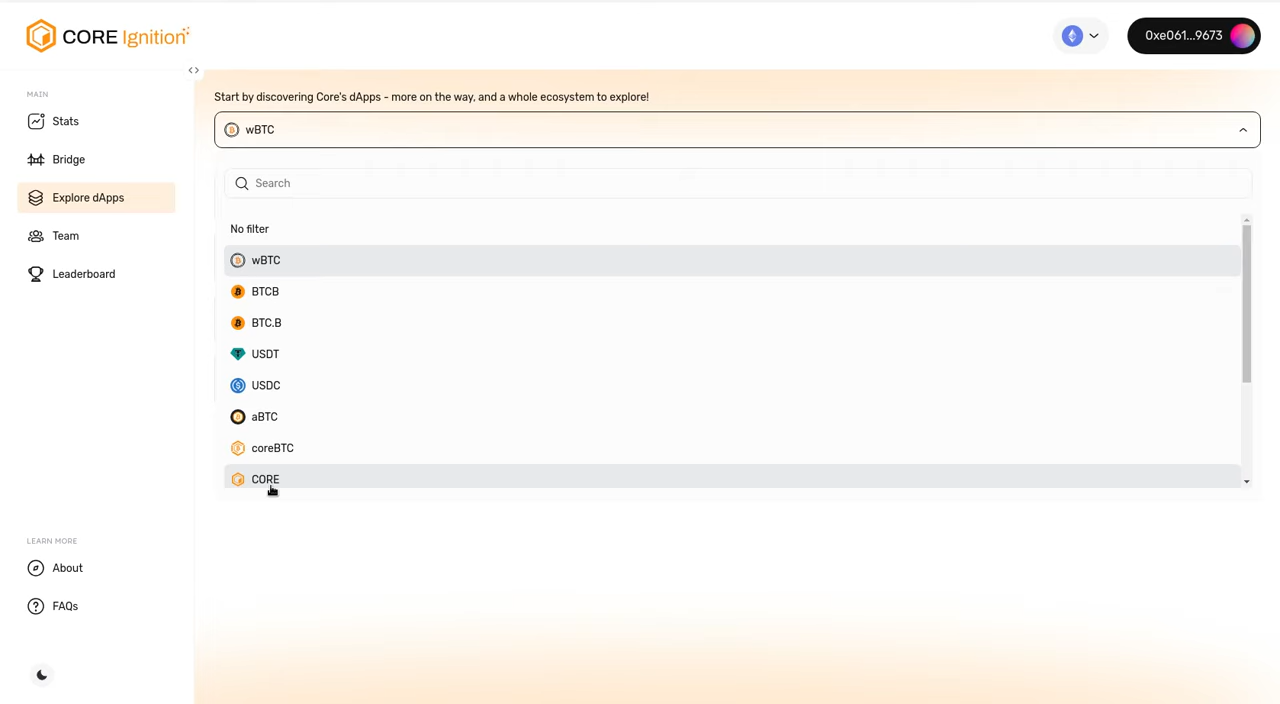 CORE Ignition
0xe061...9673
MAIN
Stats
Bridge
Explore dApps
Team
Leaderboard
LEARN MORE
About
FAQs
Start by discovering Core's dApps - more on the way, and a whole ecosystem to explore!
wBTC
Search
No filter
wBTC
BTCB
BTC.B
USDT
USDC
aBTC
coreBTC
CORE